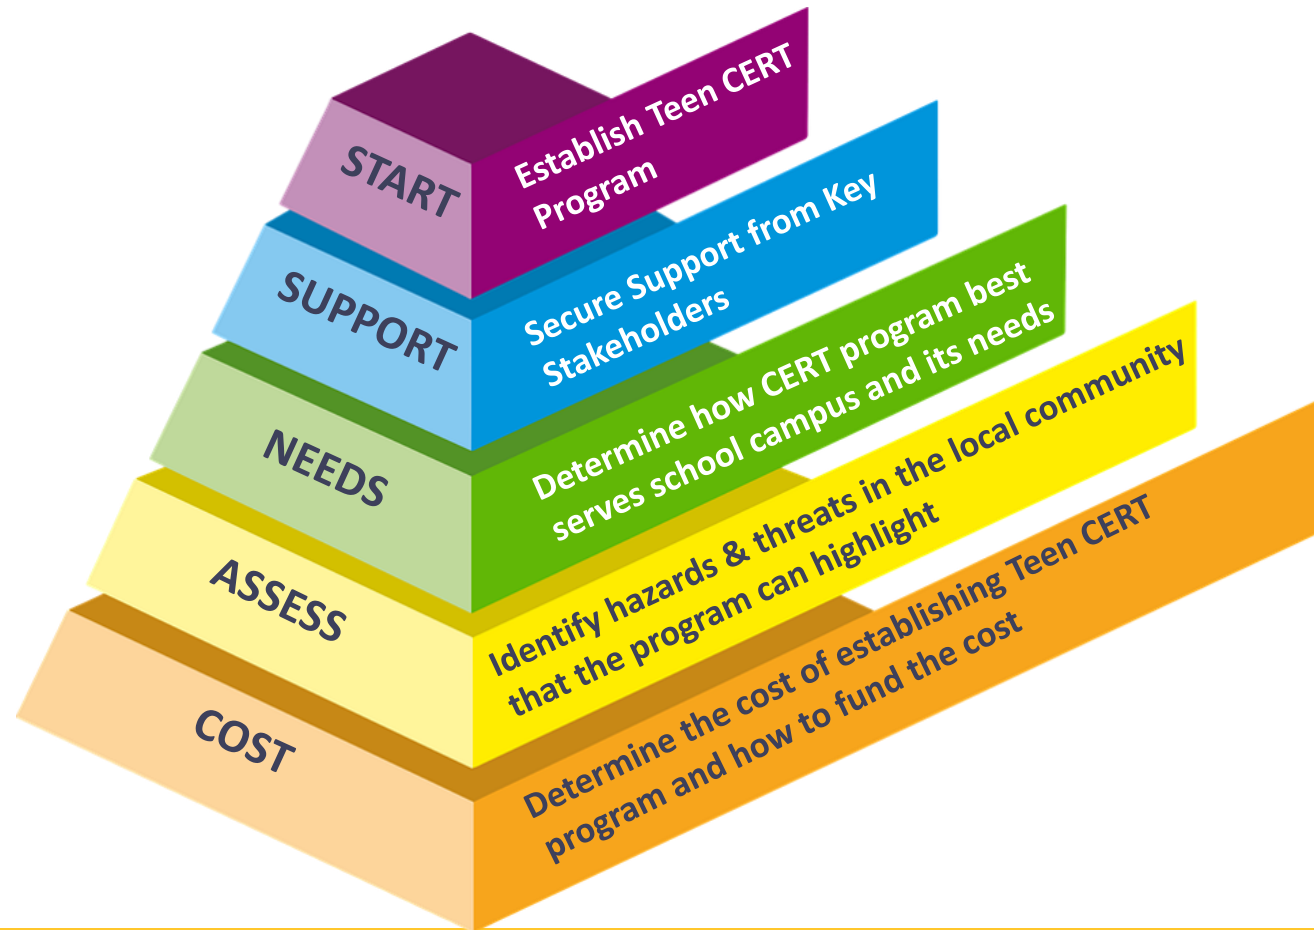 START
Establish Teen CERT
Program
SUPPORT
Secure Support from Key
Stakeholders
NEEDS
Determine how CERT program best
serves school campus and its needs
ASSESS
Identify hazards & threats in the local community
that the program can highlight
COST
Determine the cost of establishing Teen CERT
program and how to fund the cost